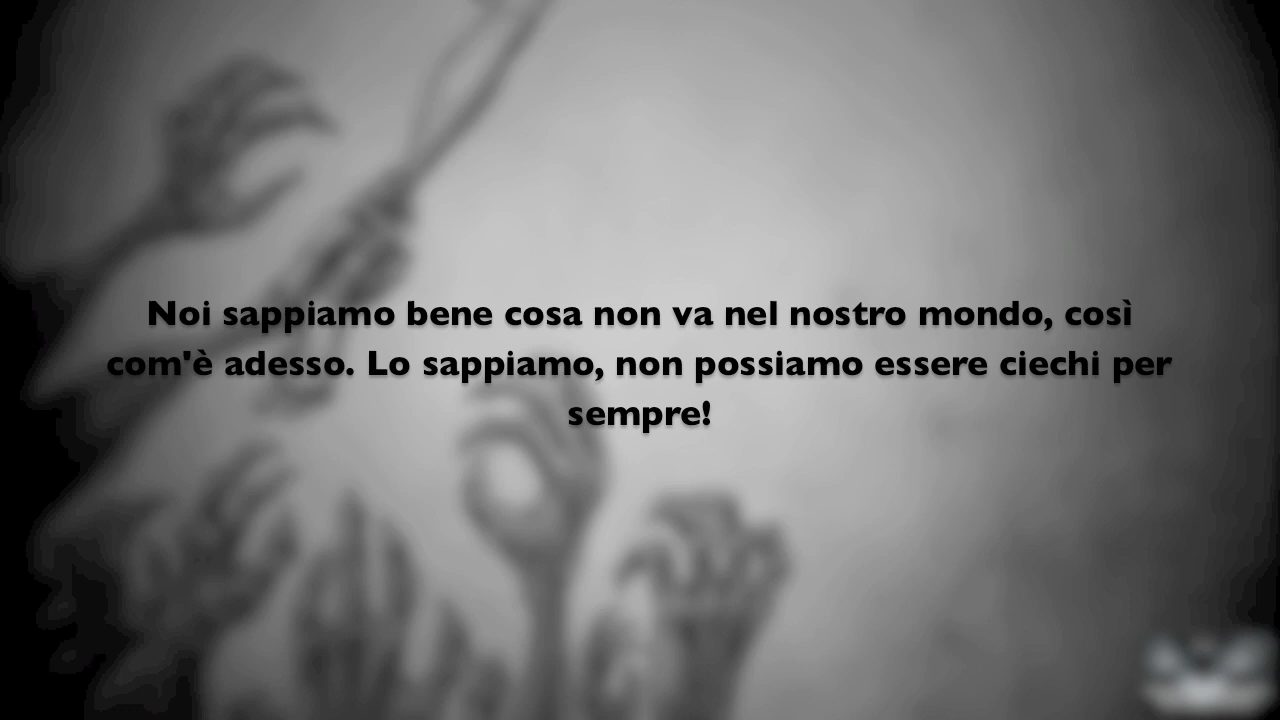 Noi sappiamo bene cosa non va nel nostro mondo, così
com'è adesso. Lo sappiamo, non possiamo essere ciechi per
sempre!